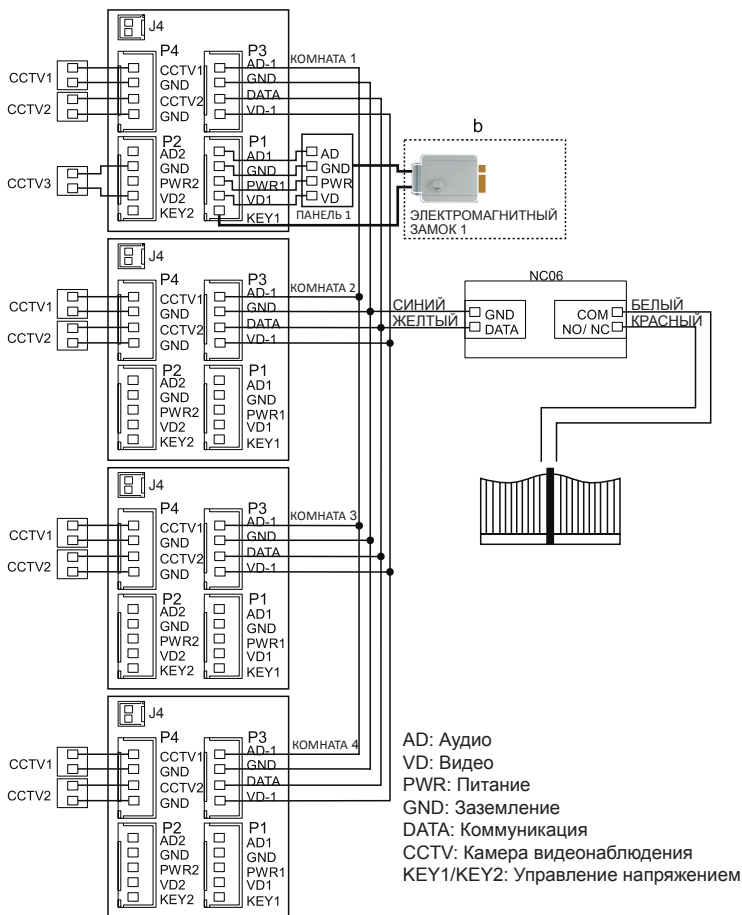 J4
P4
P3
CCTV1
GND
CCTV2
GND
AD-1
GND
DATA
VD-1
КОМНАТА 1
CCTV1
CCTV2
P2
P1
AD2
GND
PWR2
VD2
KEY2
AD1
GND
PWR1
VD1
KEY1
CCTV3
AD
GND
PWR
VD
ПАНЕЛЬ 1
b
ЭЛЕКТРОМАГНИТНЫЙ
ЗАМОК 1
J4
P4
P3
CCTV1
GND
CCTV2
GND
AD-1
GND
DATA
VD-1
КОМНАТА 2
CCTV1
CCTV2
P2
P1
AD2
GND
PWR2
VD2
KEY2
AD1
GND
PWR1
VD1
KEY1
NC06
СИНИЙ
ЖЕЛТЫЙ
GND
DATA
COM
NO/ NC
БЕЛЫЙ
КРАСНЫЙ
J4
P4
P3
CCTV1
GND
CCTV2
GND
AD-1
GND
DATA
VD-1
КОМНАТА 3
CCTV1
CCTV2
P2
P1
AD2
GND
PWR2
VD2
KEY2
AD1
GND
PWR1
VD1
KEY1
J4
P4
P3
CCTV1
GND
CCTV2
GND
AD-1
GND
DATA
VD-1
КОМНАТА 4
CCTV1
CCTV2
P2
P1
AD2
GND
PWR2
VD2
KEY2
AD1
GND
PWR1
VD1
KEY1
AD: Аудио
VD: Видео
PWR: Питание
GND: Заземление
DATA: Коммуникация
CCTV: Камера видеонаблюдения
KEY1/KEY2: Управление напряжением